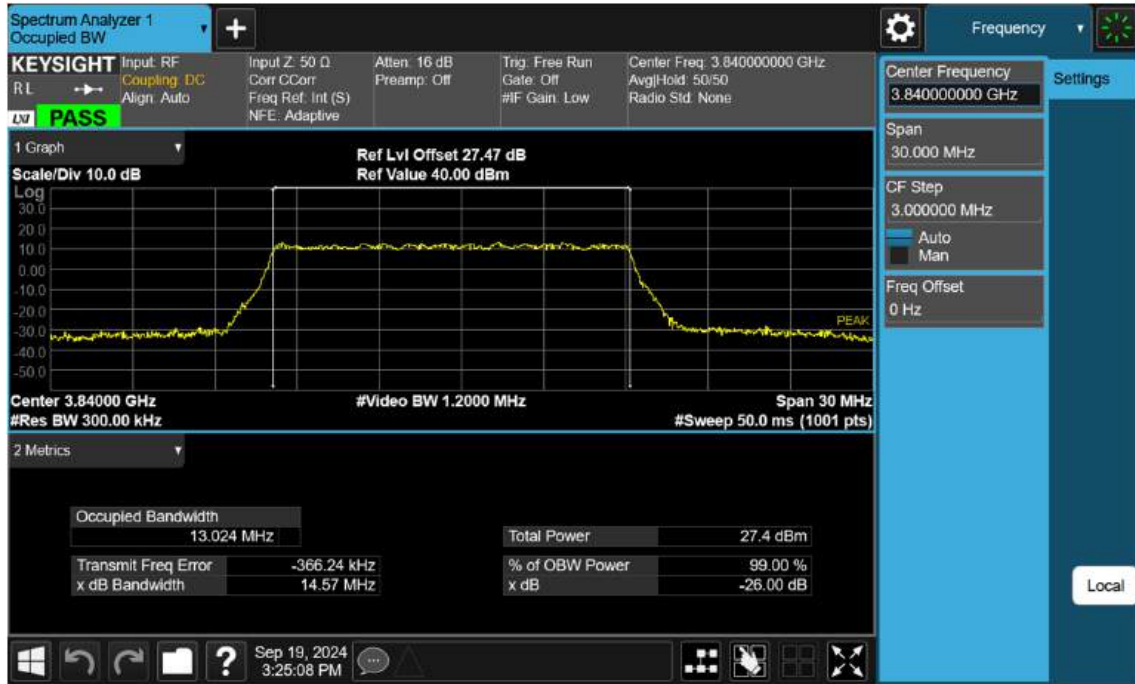 Spectrum Analyzer 1
Occupied BW
Frequency
KEYSIGHT
R L
LXI PASS
Input: RF
Coupling: DC
Align: Auto
Input Z: 50 Ω
Corr CCorr
Freq Ref: Int (S)
NFE: Adaptive
Atten: 16 dB
Preamp: Off
Trig: Free Run
Gate: Off
#IF Gain: Low
Center Freq: 3.840000000 GHz
Avg|Hold: 50/50
Radio Std: None
Center Frequency
3.840000000 GHz
Settings
Span
30.000 MHz
CF Step
3.000000 MHz
Auto
Man
Freq Offset
0 Hz
Local
1 Graph
Scale/Div 10.0 dB
Ref Lvl Offset 27.47 dB
Ref Value 40.00 dBm
Log
30.0
20.0
10.0
0.00
-10.0
-20.0
-30.0
-40.0
-50.0
PEAK
Center 3.84000 GHz
#Video BW 1.2000 MHz
Span 30 MHz
#Res BW 300.00 kHz
#Sweep 50.0 ms (1001 pts)
2 Metrics
Occupied Bandwidth
13.024 MHz
Total Power 27.4 dBm
Transmit Freq Error -366.24 kHz
% of OBW Power 99.00 %
x dB Bandwidth 14.57 MHz
x dB -26.00 dB
Sep 19, 2024
3:25:08 PM